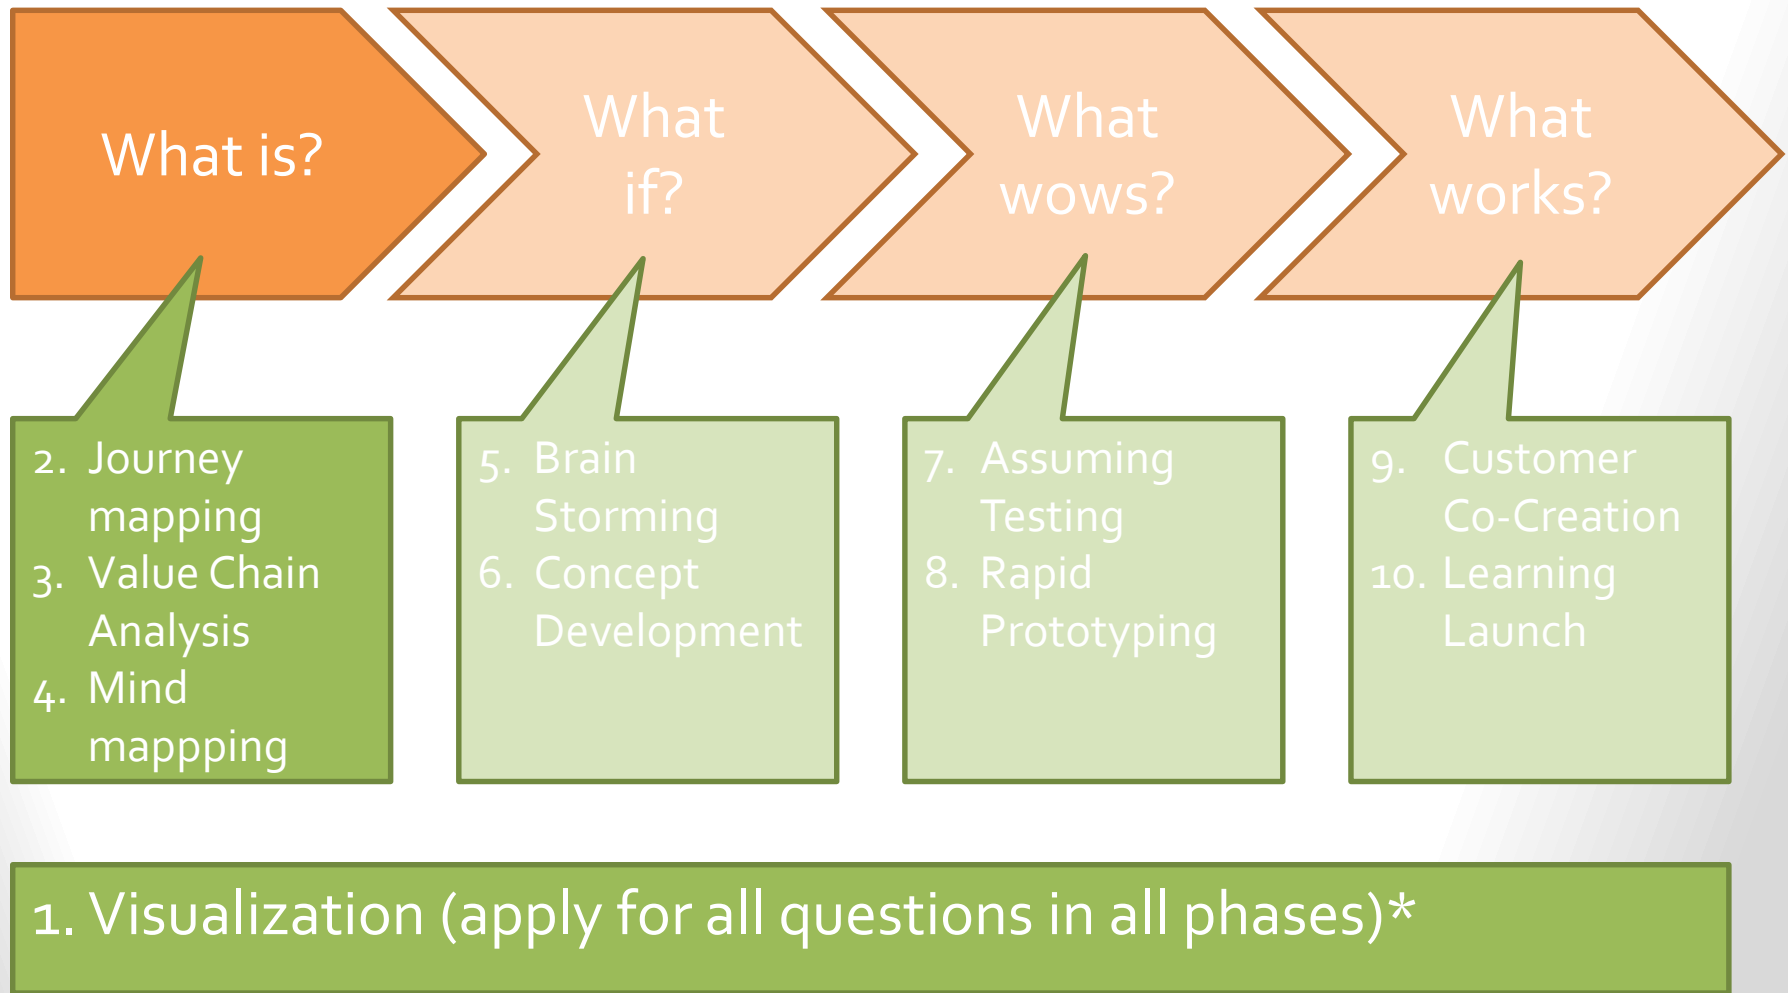 What is?
What
if?
What
wows?
What
works?
2. Journey
mapping
3. Value Chain
Analysis
4. Mind
mappping
5. Brain
Storming
6. Concept
Development
7. Assuming
Testing
8. Rapid
Prototyping
9. Customer
Co-Creation
10. Learning
Launch
1. Visualization (apply for all questions in all phases)*